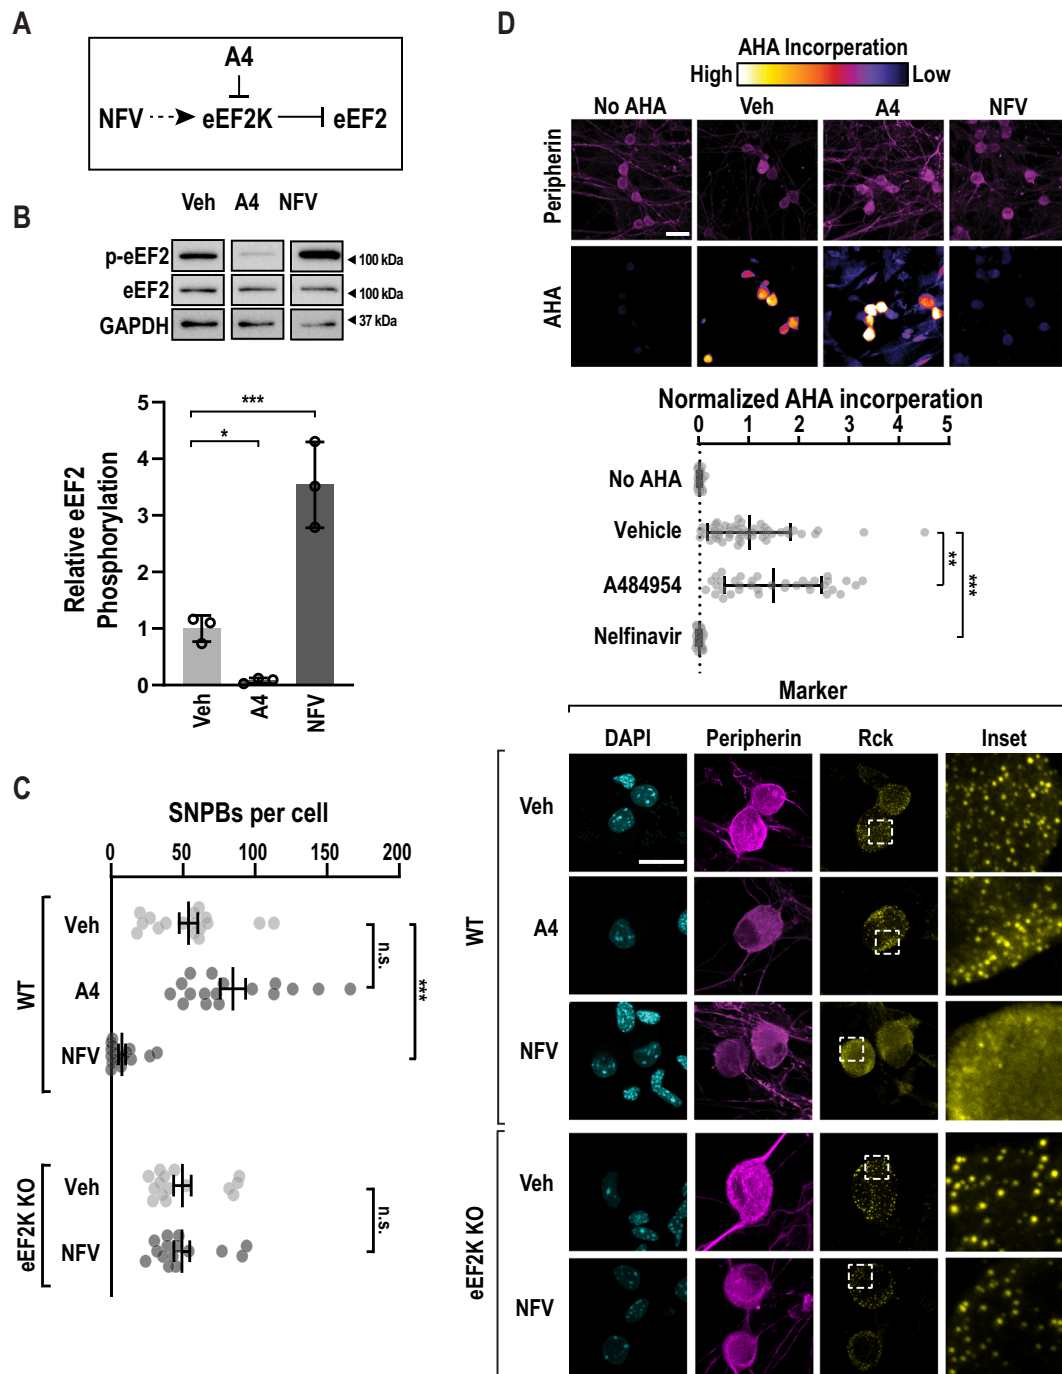 A
A4
NFV eEF2K eEF2
B
Veh A4 NFV
p-eEF2 100 kDa
eEF2 100 kDa
GAPDH 37 kDa
Relative eEF2
Phosphorylation
5
4
3
2
1
0
***
*
Veh A4 NFV
C
SNPBs per cell
0 50 100 150 200
WT
Veh
A4
NFV
n.s.
***
eEF2K KO
Veh
NFV
n.s.
D
AHA Incorperation
High Low
No AHA Veh A4 NFV
Peripherin
AHA
Normalized AHA incorperation
0 1 2 3 4 5
No AHA
Vehicle
A484954
Nelfinavir
**
***
Marker
DAPI Peripherin Rck Inset
WT
Veh
A4
NFV
eEF2K KO
Veh
NFV